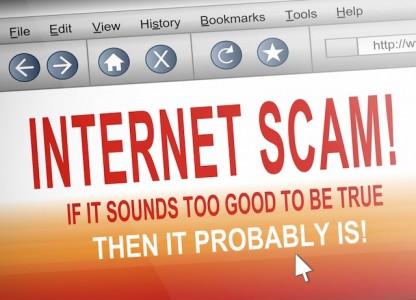 File Edit View History Bookmarks Tools Help
http://w
INTERNET SCAM!
IF IT SOUNDS TOO GOOD TO BE TRUE
THEN IT PROBABLY IS!